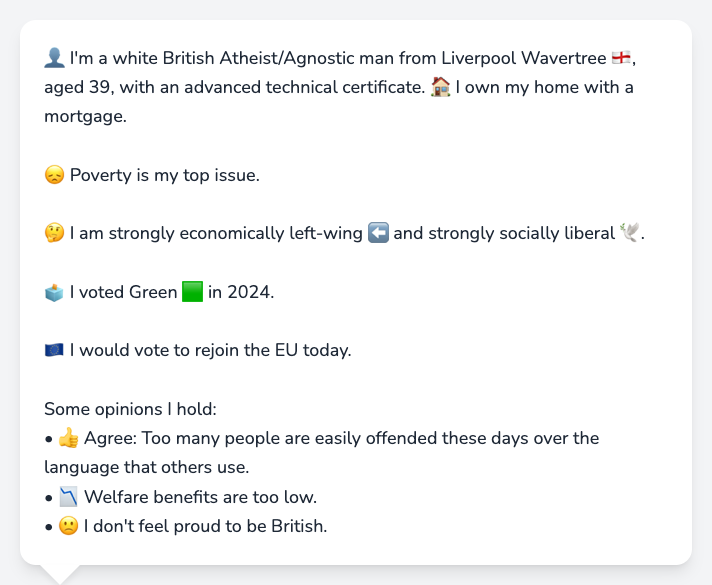 👤 I'm a white British Atheist/Agnostic man from Liverpool Wavertree 🏴󠁧󠁢󠁥󠁮󠁧󠁿,
aged 39, with an advanced technical certificate. 🏠 I own my home with a
mortgage.
😞 Poverty is my top issue.
🤔 I am strongly economically left-wing ⬅️ and strongly socially liberal 🕊️.
🗳️ I voted Green 🟩 in 2024.
🇪🇺 I would vote to rejoin the EU today.
Some opinions I hold:
• 👍 Agree: Too many people are easily offended these days over the
language that others use.
• 📉 Welfare benefits are too low.
• 🙁 I don't feel proud to be British.